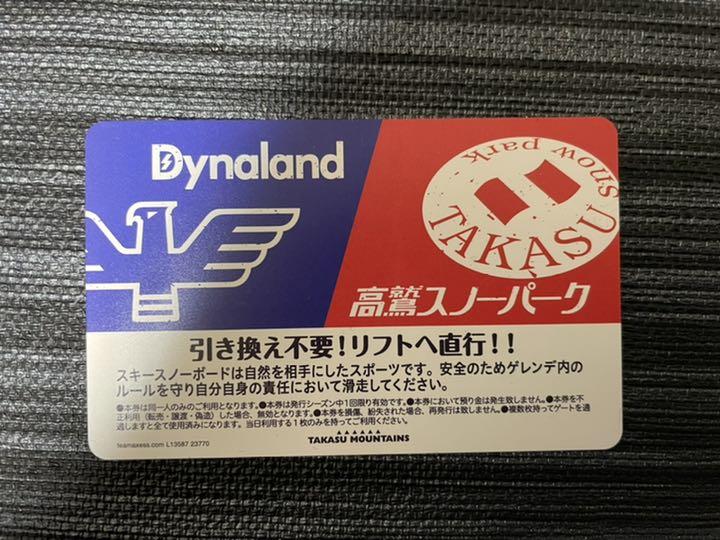 Dynaland
snow park
TAKASU
高鷲スノーパーク
引き換え不要！リフトへ直行！！
スキースノーボードは自然を相手にしたスポーツです。安全のためゲレンデ内の
ルールを守り自分自身の責任において滑走してください。
●本券は同一人のみのご利用となります。●本券は発行シーズン中1回限り有効です。●本券において預り金は発生致しません。●本券を不
正利用（転売・譲渡・偽造）した場合、無効となります。●本券を損傷、紛失された場合、再発行は致しません。●複数枚持ってゲートを通
過しますと全て使用済みになります。当日利用する1枚のみを持ってご利用ください。
teamaxess.com L13587 23770
TAKASU MOUNTAINS